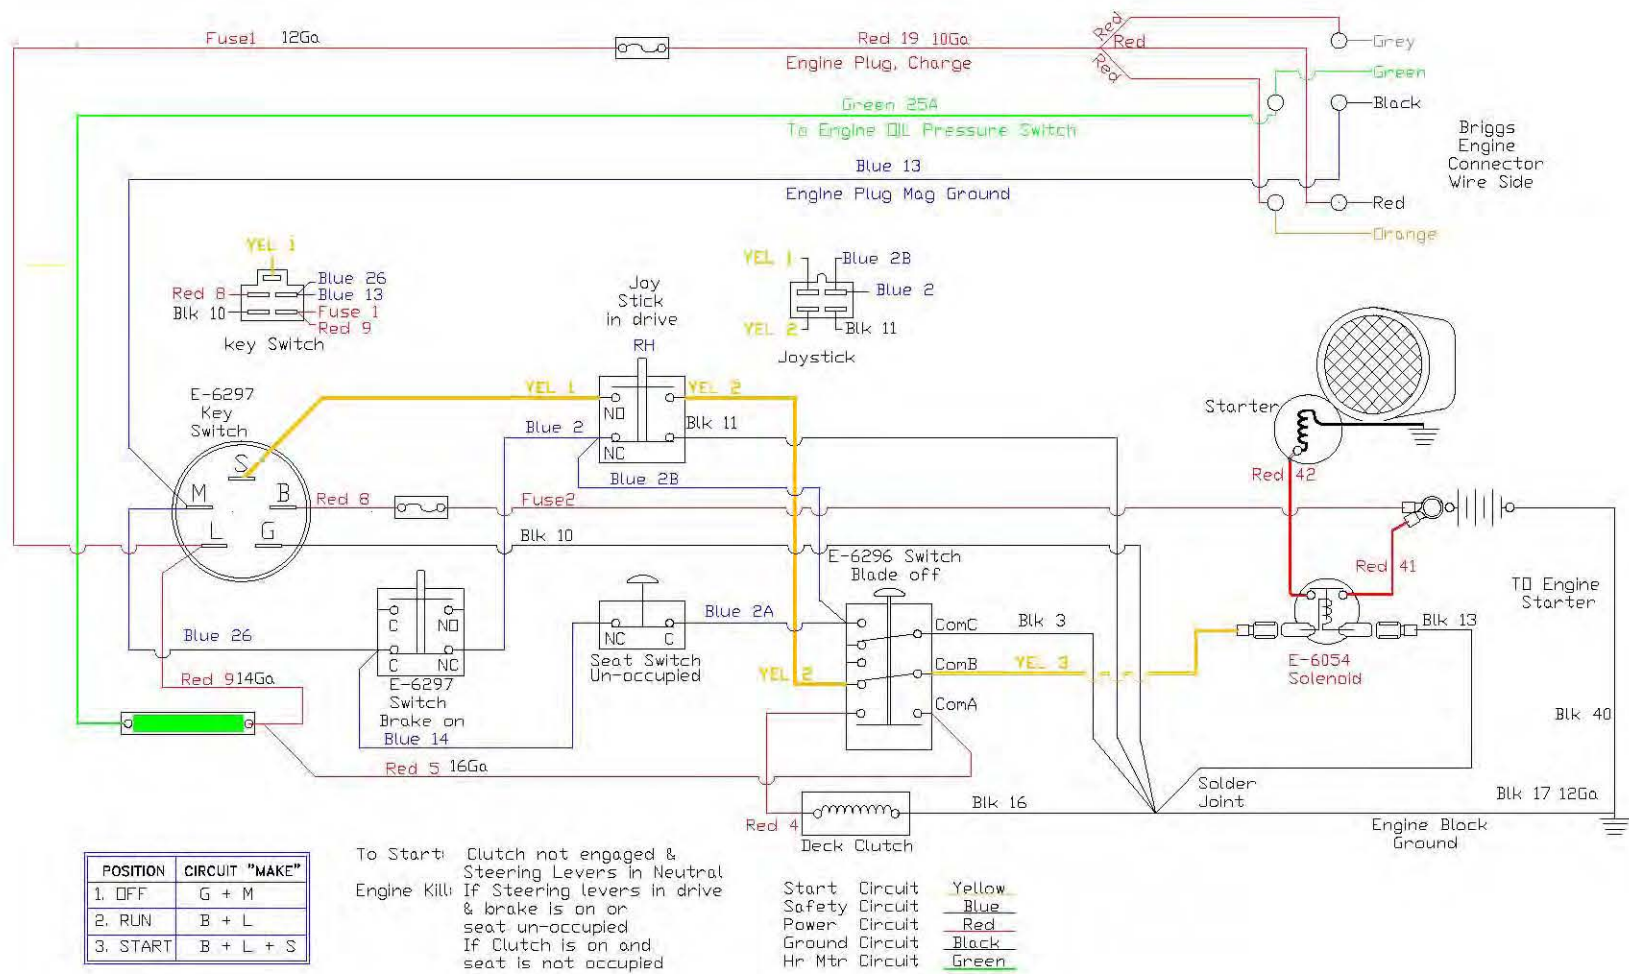 Fuse1 12Ga
Red 19 10Ga
Engine Plug, Charge
Red
Red
Red
Grey
Green
Green 25A
To Engine OIL Pressure Switch
Black
Briggs
Engine
Connector
Wire Side
Blue 13
Engine Plug Mag Ground
Red
Orange
YEL 1
Blue 26
Red 8
Blue 13
Blk 10
Fuse 1
Red 9
key Switch
Joy
Stick
in drive
RH
YEL 1
Blue 2B
Blue 2
YEL 2
Blk 11
Joystick
E-6297
Key
Switch
YEL 1
YEL 2
NO
Blue 2
Blk 11
NC
Blue 2B
Starter
Red 42
S
M
B
L
G
Red 8
Fuse2
Blk 10
Red 41
TO Engine
Starter
E-6296 Switch
Blade off
C
NO
C
NC
E-6297
Switch
Brake on
Blue 26
NC
C
Seat Switch
Un-occupied
Blue 2A
ComC
Blk 3
ComB
YEL 2
YEL 3
ComA
Blk 13
E-6054
Solenoid
Red 9 14Ga
Blue 14
Red 5 16Ga
Blk 40
Blk 16
Solder
Joint
Blk 17 12Ga
Red 4
Deck Clutch
Engine Block
Ground
POSITION CIRCUIT "MAKE"
1. OFF G + M
2. RUN B + L
3. START B + L + S
To Start: Clutch not engaged &
Steering Levers in Neutral
Engine Kill: If Steering levers in drive
& brake is on or
seat un-occupied
If Clutch is on and
seat is not occupied
Start Circuit Yellow
Safety Circuit Blue
Power Circuit Red
Ground Circuit Black
Hr Mtr Circuit Green